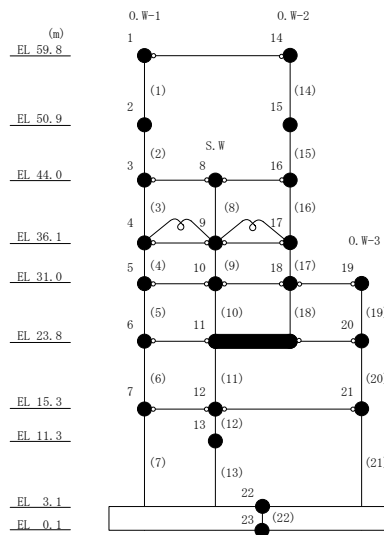 O.W-1 O.W-2
(m)
EL 59.8 1 14
(1) (14)
EL 50.9 2 15
(2) S.W (15)
EL 44.0 3 8 16
(3) (8) (16)
EL 36.1 4 9 17 O.W-3
(4) (9) (17)
EL 31.0 5 10 18 19
(5) (10) (18) (19)
EL 23.8 6 11 20
(6) (11) (20)
EL 15.3 7 12 21
(12)
EL 11.3 13
(7) (13) (21)
EL 3.1 22
(22)
EL 0.1 23